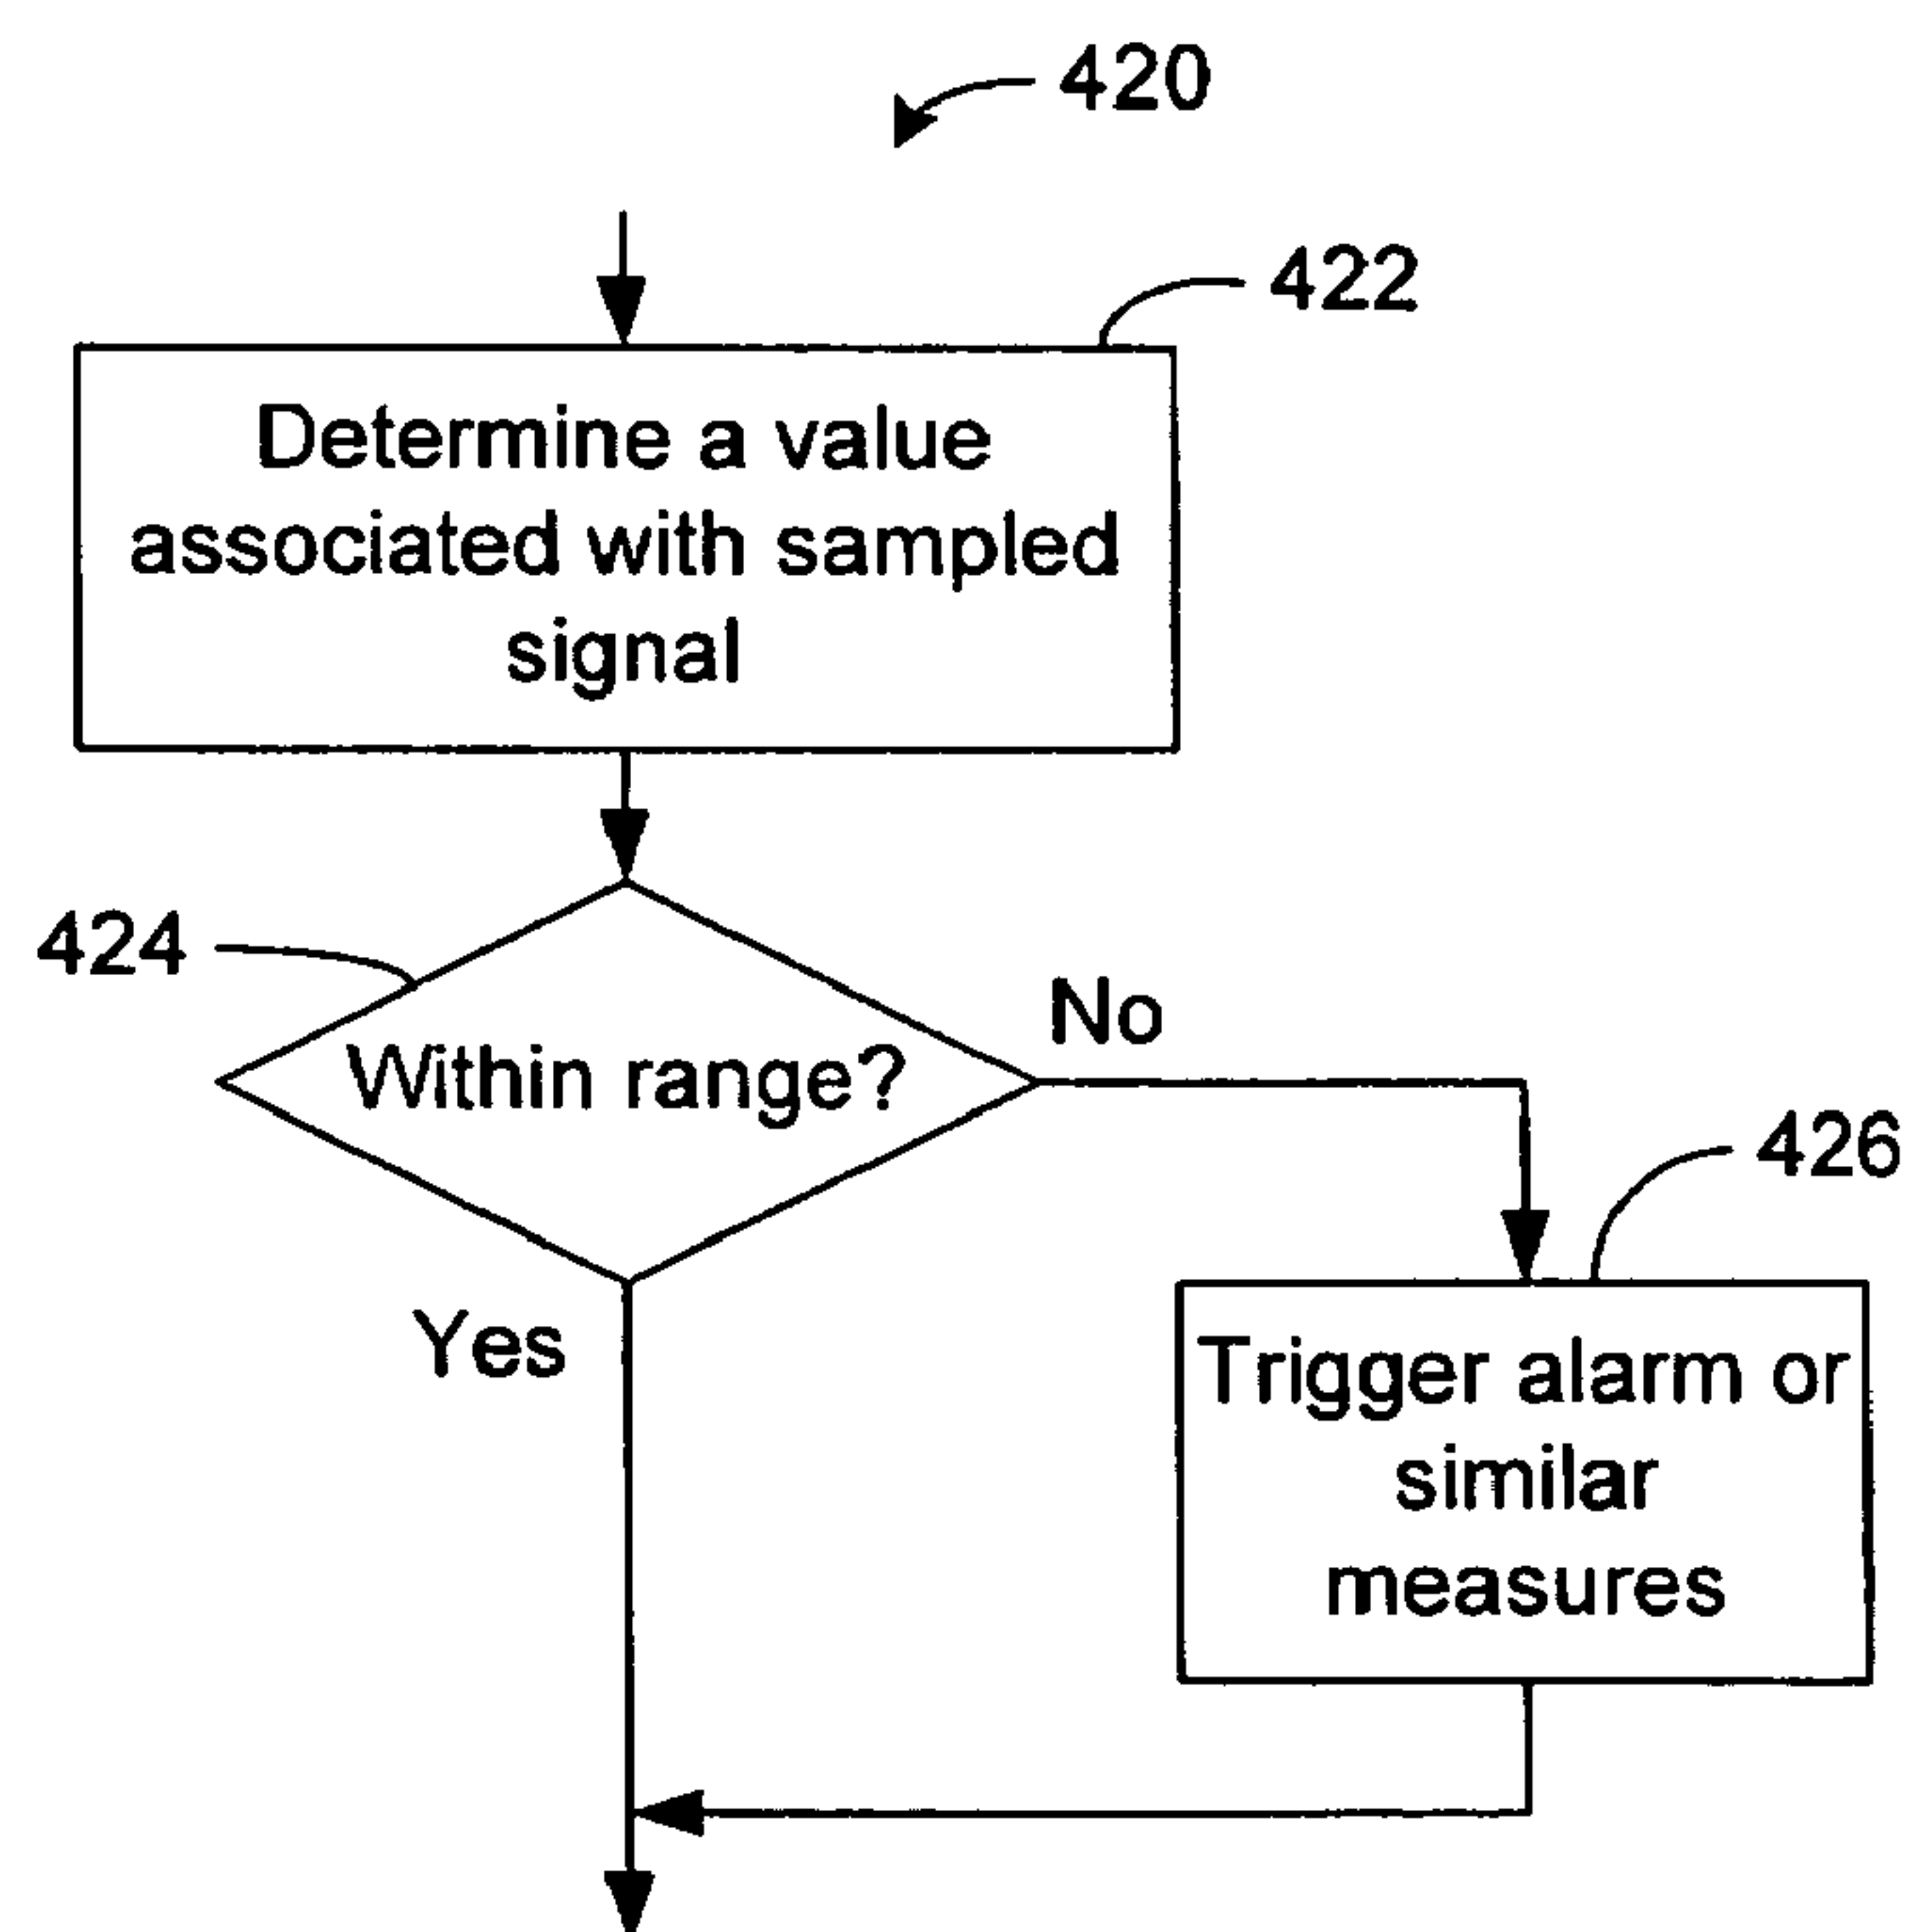 420
422
Determine a value
associated with sampled
signal
424
Within range?
No
426
Yes
Trigger alarm or
similar
measures